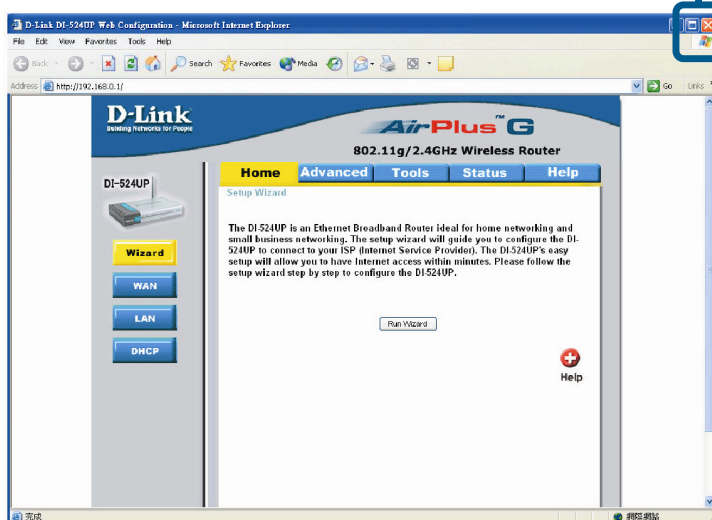 D-Link DI-524UP Web Configuration - Microsoft Internet Explorer
File Edit View Favorites Tools Help
Back Search Favorites Media
Address http://192.168.0.1/ Go Links
D-Link
Building Networks for People
AirPlus™ G
802.11g/2.4GHz Wireless Router
DI-524UP
Home Advanced Tools Status Help
Setup Wizard
The DI-524UP is an Ethernet Broadband Router ideal for home networking and
small business networking. The setup wizard will guide you to configure the DI-
524UP to connect to your ISP (Internet Service Provider). The DI-524UP's easy
setup will allow you to have Internet access within minutes. Please follow the
setup wizard step by step to configure the DI-524UP.
Wizard
WAN
LAN
DHCP
Run Wizard
Help
完成
網際網路